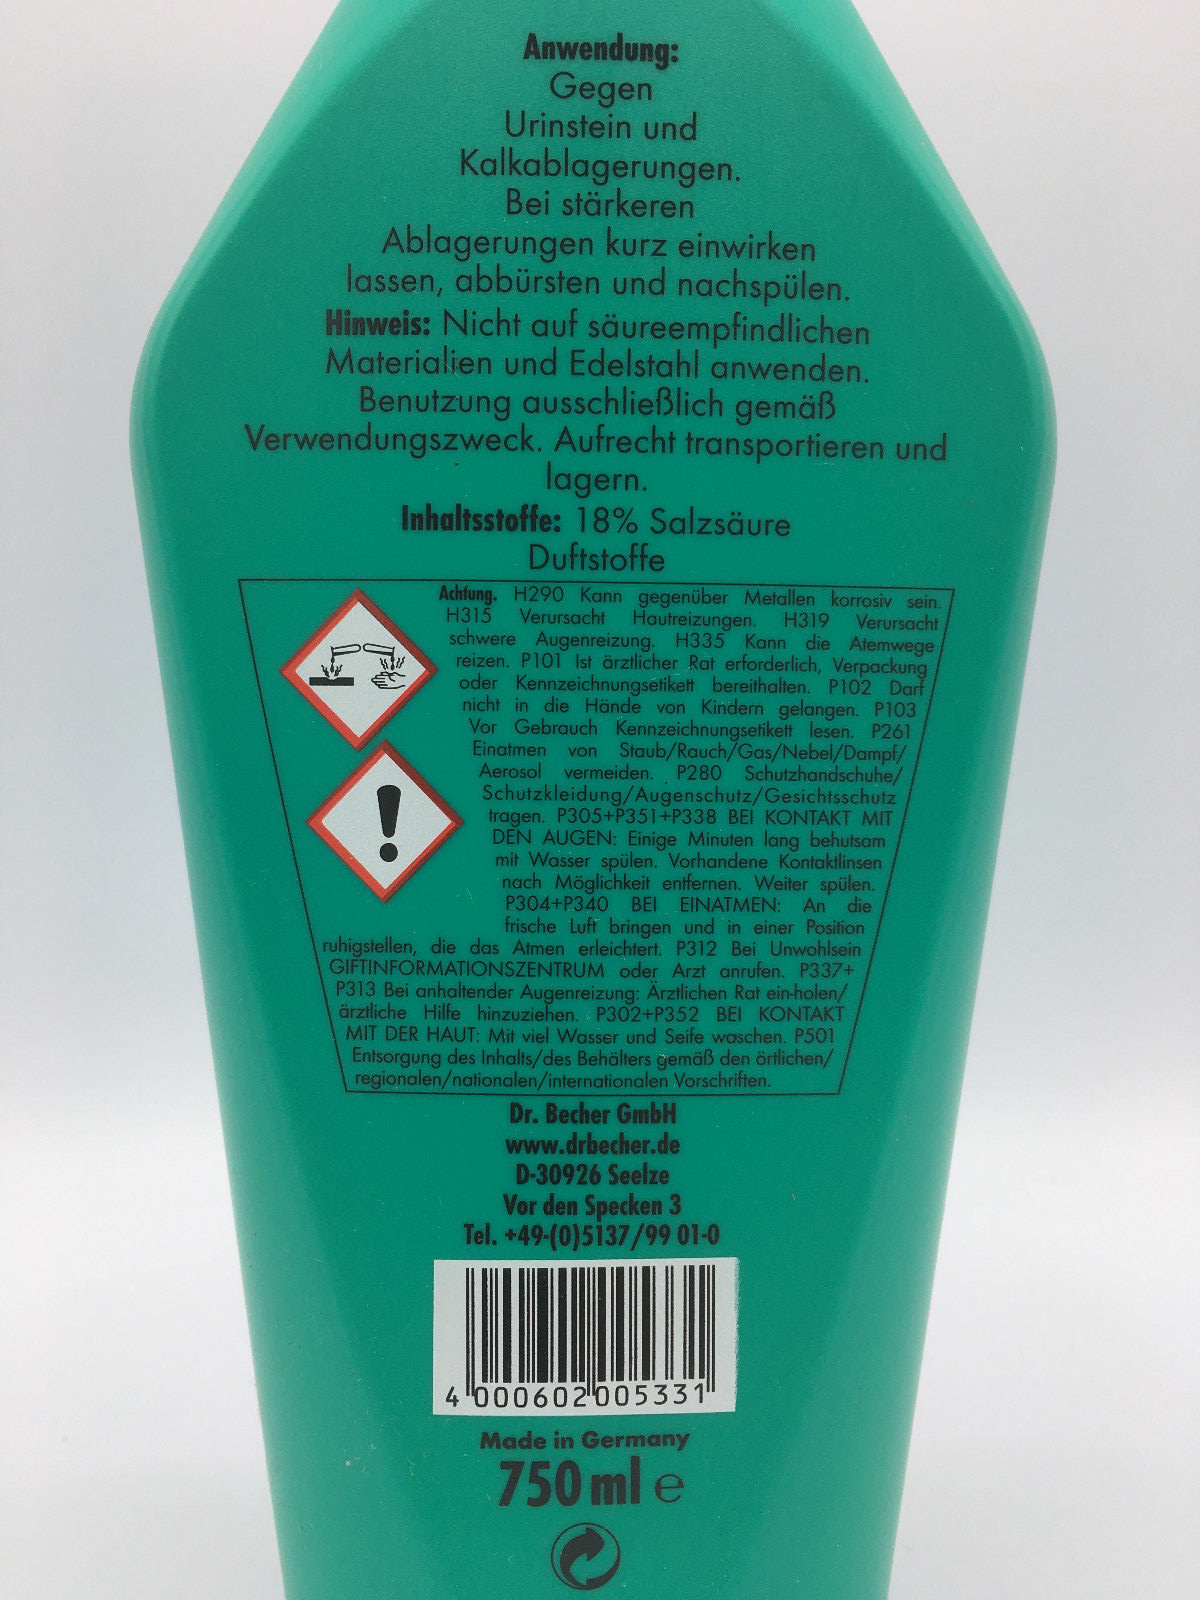 Anwendung:
Gegen
Urinstein und
Kalkablagerungen.
Bei stärkeren
Ablagerungen kurz einwirken
lassen, abbürsten und nachspülen.
Hinweis: Nicht auf säureempfindlichen
Materialien und Edelstahl anwenden.
Benutzung ausschließlich gemäß
Verwendungszweck. Aufrecht transportieren und
lagern.
Inhaltsstoffe: 18% Salzsäure
Duftstoffe
Achtung. H290 Kann gegenüber Metallen korrosiv sein.
H315 Verursacht Hautreizungen. H319 Verursacht
schwere Augenreizung. H335 Kann die Atemwege
reizen. P101 Ist ärztlicher Rat erforderlich, Verpackung
oder Kennzeichnungsetikett bereithalten. P102 Darf
nicht in die Hände von Kindern gelangen. P103
Vor Gebrauch Kennzeichnungsetikett lesen. P261
Einatmen von Staub/Rauch/Gas/Nebel/Dampf/
Aerosol vermeiden. P280 Schutzhandschuhe/
Schutzkleidung/Augenschutz/Gesichtsschutz
tragen. P305+P351+P338 BEI KONTAKT MIT
DEN AUGEN: Einige Minuten lang behutsam
mit Wasser spülen. Vorhandene Kontaktlinsen
nach Möglichkeit entfernen. Weiter spülen.
P304+P340 BEI EINATMEN: An die
frische Luft bringen und in einer Position
ruhigstellen, die das Atmen erleichtert. P312 Bei Unwohlsein
GIFTINFORMATIONSZENTRUM oder Arzt anrufen. P337+
P313 Bei anhaltender Augenreizung: Ärztlichen Rat ein-holen/
ärztliche Hilfe hinzuziehen. P302+P352 BEI KONTAKT
MIT DER HAUT: Mit viel Wasser und Seife waschen. P501
Entsorgung des Inhalts/des Behälters gemäß den örtlichen/
regionalen/nationalen/internationalen Vorschriften.
Dr. Becher GmbH
www.drbecher.de
D-30926 Seelze
Vor den Specken 3
Tel. +49-(0)5137/99 01-0
4 000602 005331
Made in Germany
750 ml ℮